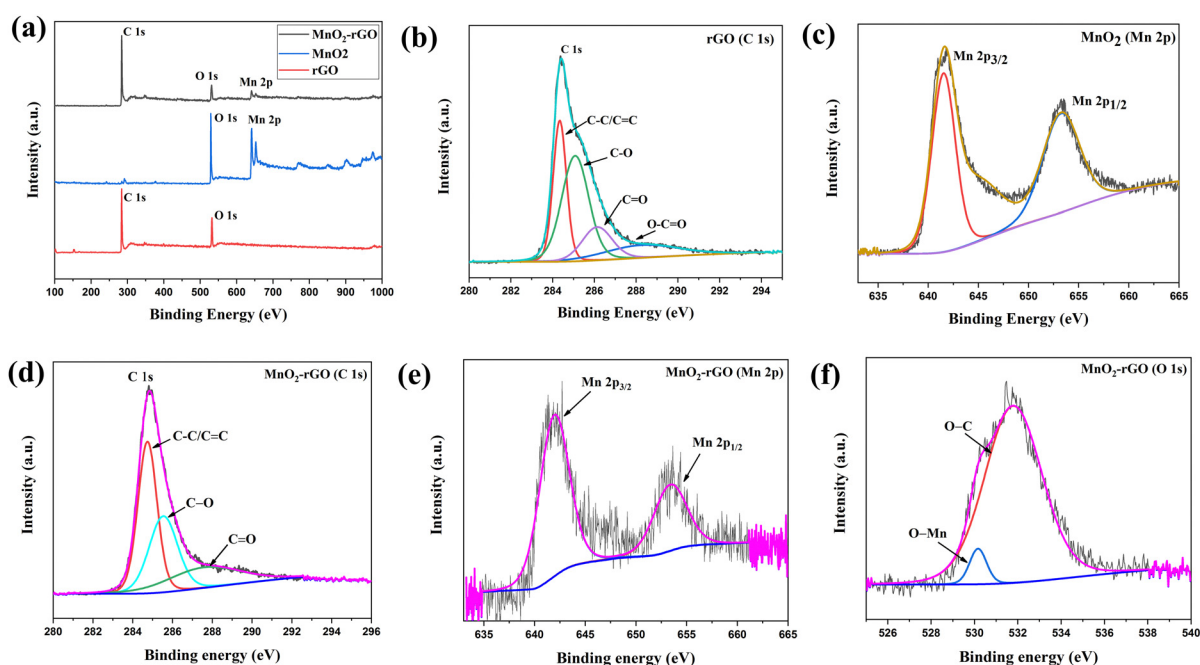 (a)
MnO₂-rGO
MnO2
rGO
C 1s
O 1s
Mn 2p
O 1s
Mn 2p
C 1s
O 1s
Intensity (a.u.)
100 200 300 400 500 600 700 800 900 1000
Binding Energy (eV)
(b)
rGO (C 1s)
C 1s
C-C/C=C
C-O
C=O
O-C=O
Intensity (a.u.)
280 282 284 286 288 290 292 294
Binding Energy (eV)
(c)
MnO₂ (Mn 2p)
Mn 2p3/2
Mn 2p1/2
Intensity (a.u.)
635 640 645 650 655 660 665
Binding Energy (eV)
(d)
MnO₂-rGO (C 1s)
C 1s
C-C/C=C
C–O
C=O
Intensity (a.u.)
280 282 284 286 288 290 292 294 296
Binding energy (eV)
(e)
MnO₂-rGO (Mn 2p)
Mn 2p3/2
Mn 2p1/2
Intensity (a.u.)
635 640 645 650 655 660 665
Binding energy (eV)
(f)
MnO₂-rGO (O 1s)
O–C
O–Mn
Intensity (a.u.)
526 528 530 532 534 536 538 540
Binding energy (eV)